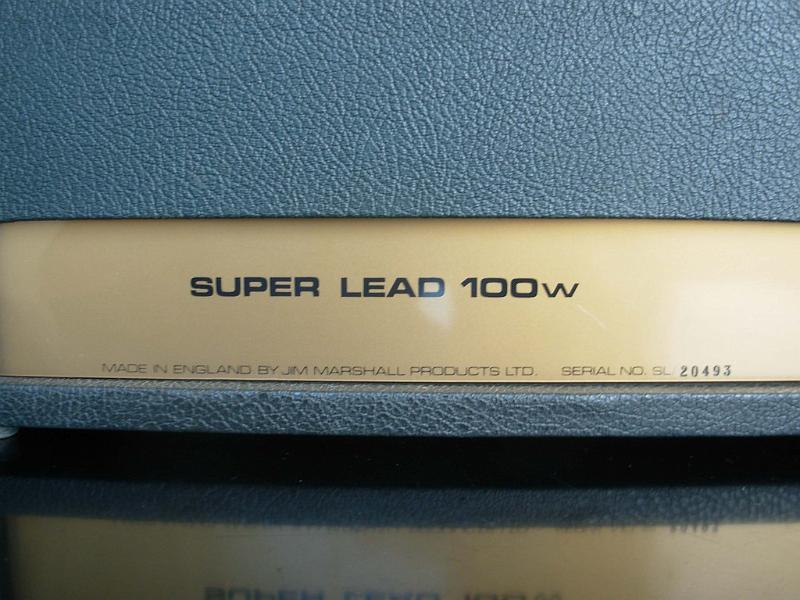 SUPER LEAD 100W
MADE IN ENGLAND BY JIM MARSHALL PRODUCTS LTD. SERIAL NO. SL/20493